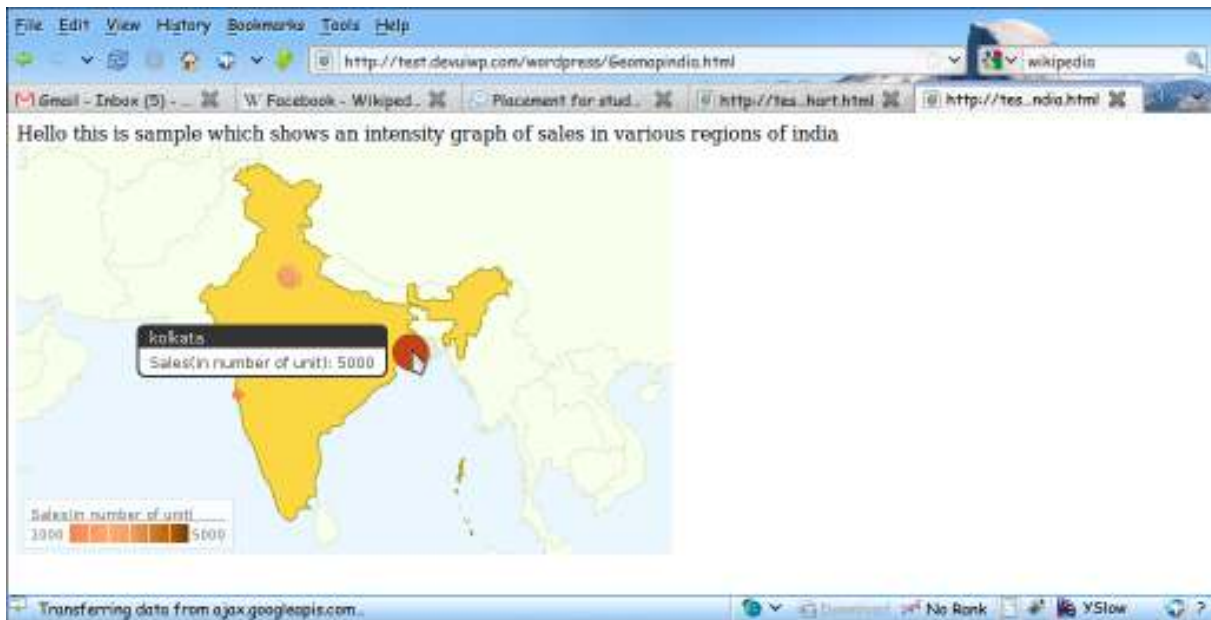 File Edit View History Bookmarks Tools Help
http://test.devuiwp.com/wordpress/Geomapindia.html
wikipedia
Gmail - Inbox (5) - ...
W Facebook - Wikiped...
Placement for stud...
http://tes...hart.html
http://tes...ndia.html
Hello this is sample which shows an intensity graph of sales in various regions of india
kolkata
Sales(in number of unit): 5000
Sales(in number of unit)
1000 5000
Transferring data from ajax.googleapis.com...
Download
No Rank
YSlow
?